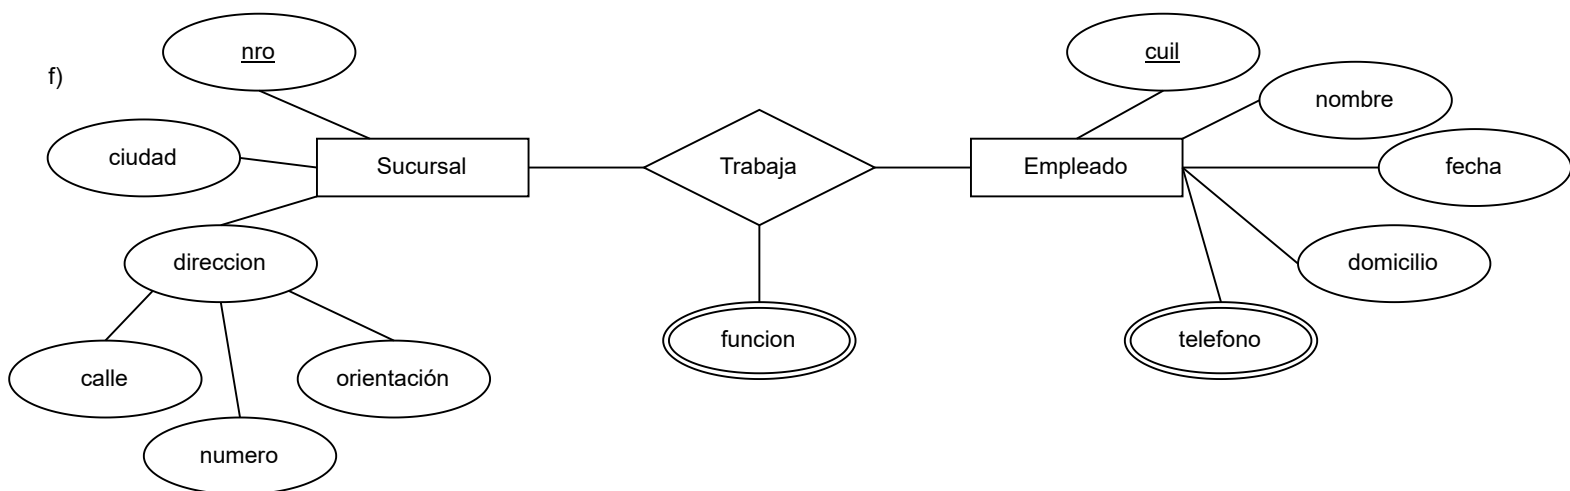 nro
cuil
f)
nombre
ciudad
Sucursal
Trabaja
Empleado
fecha
direccion
domicilio
funcion
telefono
calle
orientación
numero